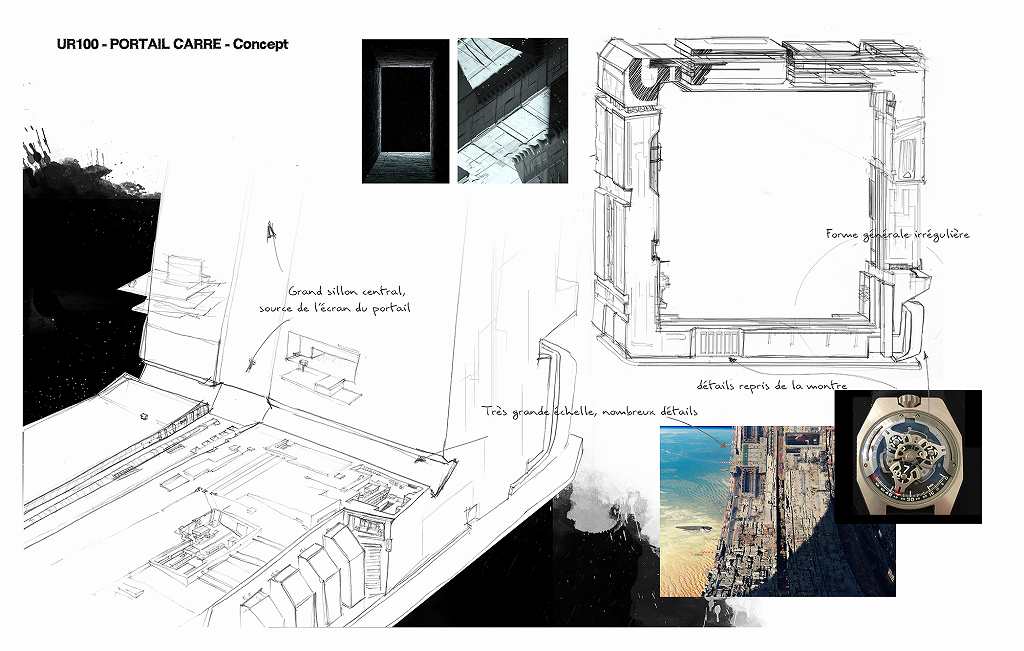 UR100 - PORTAIL CARRE - Concept
Forme générale irrégulière
Grand sillon central,
source de l'écran du portail
détails repris de la montre
Très grande échelle, nombreux détails